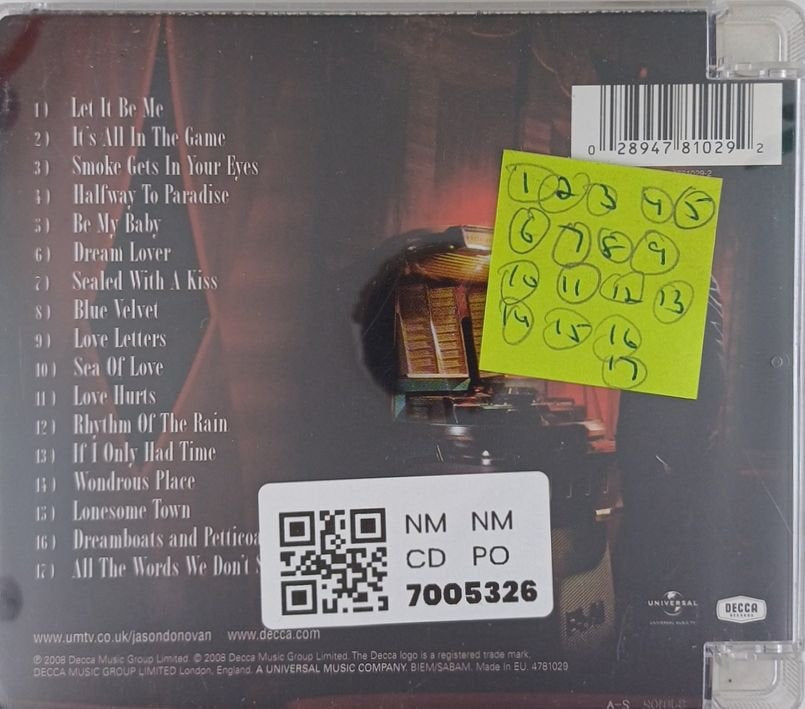 1) Let It Be Me
2) It's All In The Game
3) Smoke Gets In Your Eyes
4) Halfway To Paradise
5) Be My Baby
6) Dream Lover
7) Sealed With A Kiss
8) Blue Velvet
9) Love Letters
10) Sea Of Love
11) Love Hurts
12) Rhythm Of The Rain
13) If I Only Had Time
14) Wondrous Place
15) Lonesome Town
16) Dreamboats and
17) All The Words We Don't
0 28947 81029 2
1 2 3 4 5
6 7 8 9
10 11 12 13
14 15 16
17
NM NM
CD PO
7005326
UNIVERSAL
DECCA
www.umtv.co.uk/jasondonovan www.decca.com
℗ 2008 Decca Music Group Limited. © 2008 Decca Music Group Limited. The Decca logo is a registered trade mark.
DECCA MUSIC GROUP LIMITED London, England. A UNIVERSAL MUSIC COMPANY. BIEM/SABAM. Made In EU. 4781029